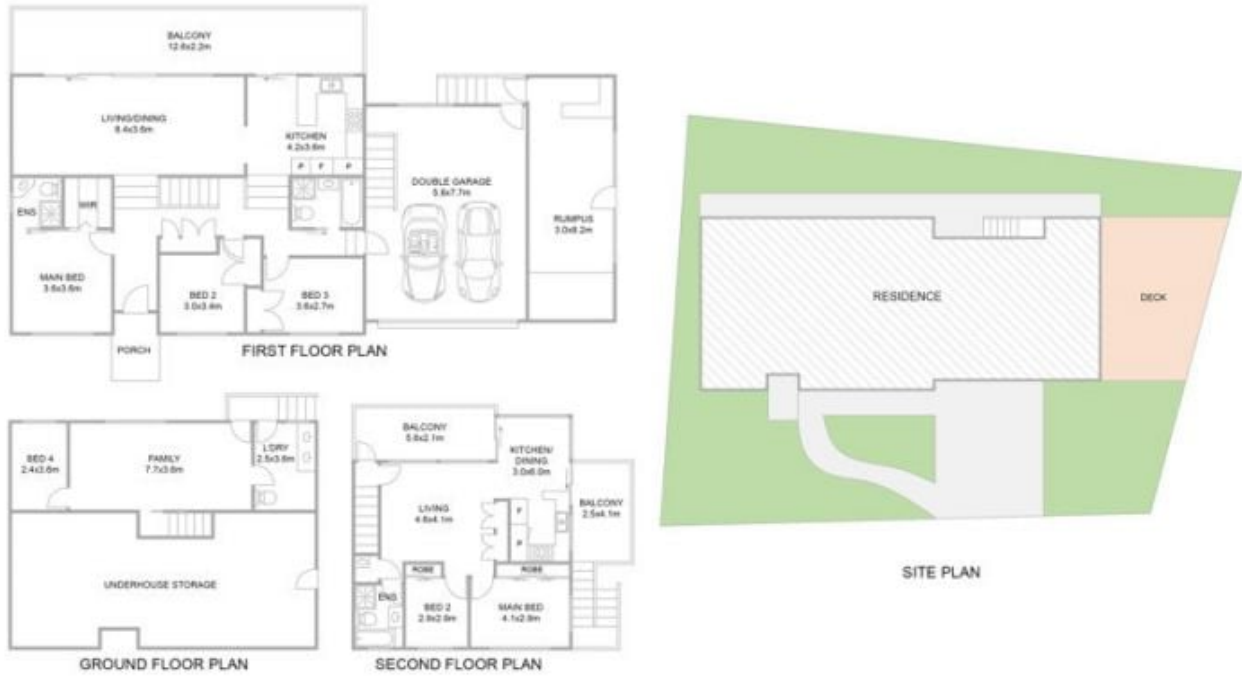 BALCONY
12.6x2.2m
LIVING/DINING
8.4x3.6m
KITCHEN
4.2x3.6m
P F P
ENS
WIR
DOUBLE GARAGE
5.8x7.7m
RUMPUS
3.0x8.2m
MAIN BED
3.6x3.6m
BED 2
3.0x3.4m
BED 3
3.6x2.7m
PORCH
FIRST FLOOR PLAN
BED 4
2.4x3.6m
FAMILY
7.7x3.6m
L'DRY
2.5x3.6m
UNDERHOUSE STORAGE
GROUND FLOOR PLAN
BALCONY
5.6x2.1m
KITCHEN/
DINING
3.0x6.0m
LIVING
4.6x4.1m
BALCONY
2.5x4.1m
F
P
ROBE
ROBE
ENS
BED 2
2.9x2.9m
MAIN BED
4.1x2.9m
SECOND FLOOR PLAN
RESIDENCE
DECK
SITE PLAN